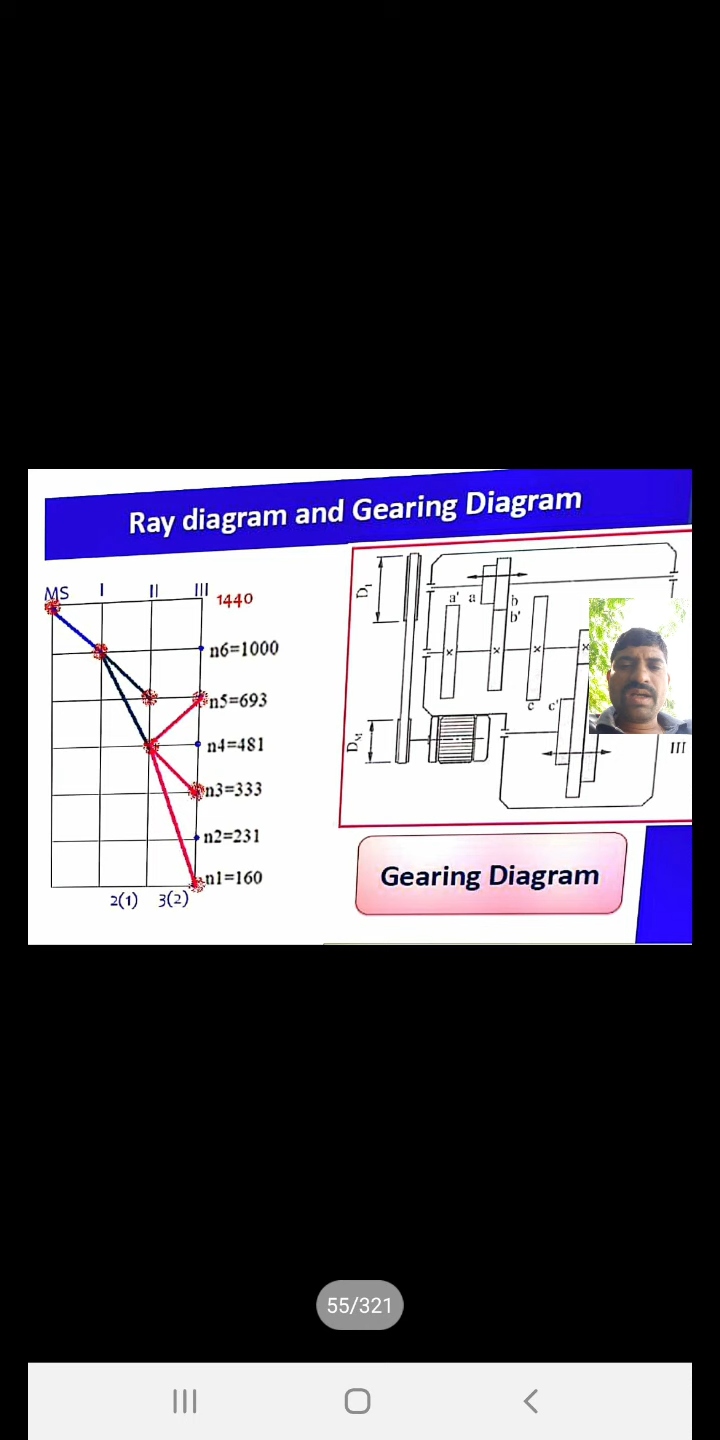 Ray diagram and Gearing Diagram
MS I II III 1440
n6=1000
n5=693
n4=481
n3=333
n2=231
n1=160
2(1) 3(2)
D₁
a' a b
b'
c c'
Dₘ
III
Gearing Diagram
55/321